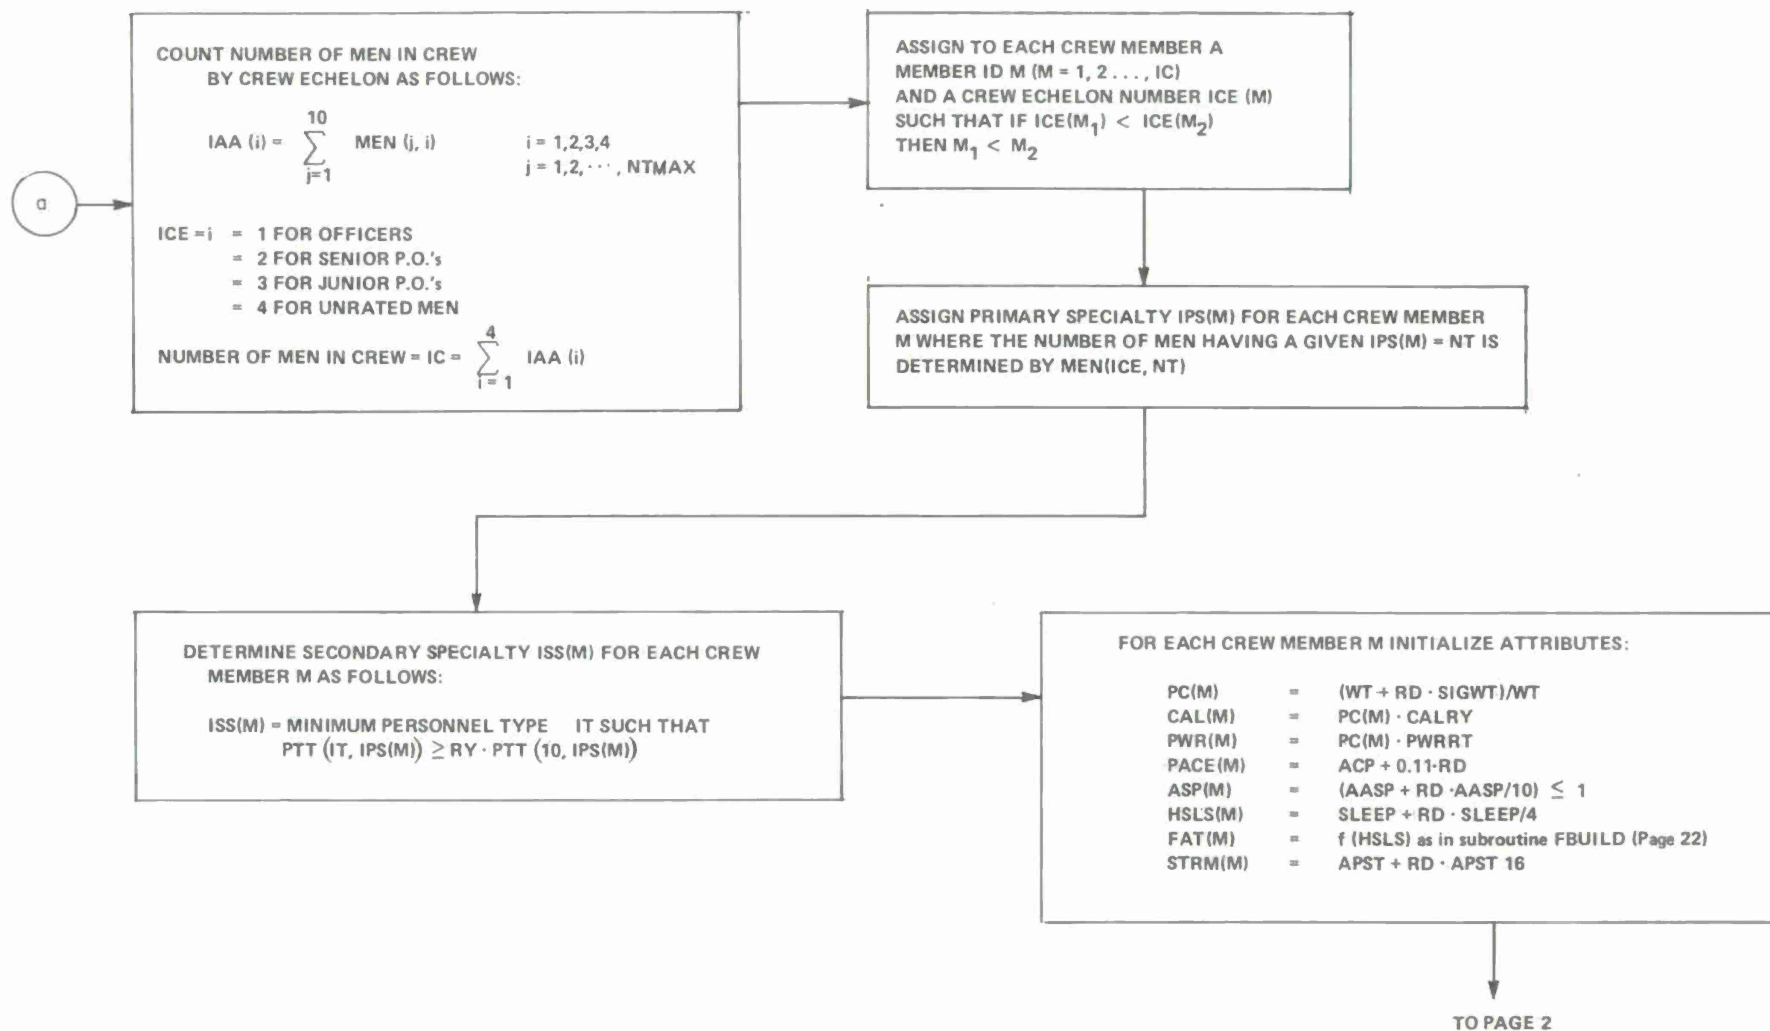 a
COUNT NUMBER OF MEN IN CREW
BY CREW ECHELON AS FOLLOWS:
10
IAA (i) = ∑ MEN (j, i) i = 1,2,3,4
j=1 j = 1,2, ···, NTMAX
ICE = i = 1 FOR OFFICERS
= 2 FOR SENIOR P.O.'s
= 3 FOR JUNIOR P.O.'s
= 4 FOR UNRATED MEN
4
NUMBER OF MEN IN CREW = IC = ∑ IAA (i)
i = 1
ASSIGN TO EACH CREW MEMBER A
MEMBER ID M (M = 1, 2 ..., IC)
AND A CREW ECHELON NUMBER ICE (M)
SUCH THAT IF ICE(M₁) < ICE(M₂)
THEN M₁ < M₂
ASSIGN PRIMARY SPECIALTY IPS(M) FOR EACH CREW MEMBER
M WHERE THE NUMBER OF MEN HAVING A GIVEN IPS(M) = NT IS
DETERMINED BY MEN(ICE, NT)
DETERMINE SECONDARY SPECIALTY ISS(M) FOR EACH CREW
MEMBER M AS FOLLOWS:
ISS(M) = MINIMUM PERSONNEL TYPE IT SUCH THAT
PTT (IT, IPS(M)) ≥ RY · PTT (10, IPS(M))
FOR EACH CREW MEMBER M INITIALIZE ATTRIBUTES:
PC(M) = (WT + RD · SIGWT)/WT
CAL(M) = PC(M) · CALRY
PWR(M) = PC(M) · PWRRT
PACE(M) = ACP + 0.11·RD
ASP(M) = (AASP + RD ·AASP/10) ≤ 1
HSLS(M) = SLEEP + RD · SLEEP/4
FAT(M) = f (HSLS) as in subroutine FBUILD (Page 22)
STRM(M) = APST + RD · APST 16
TO PAGE 2